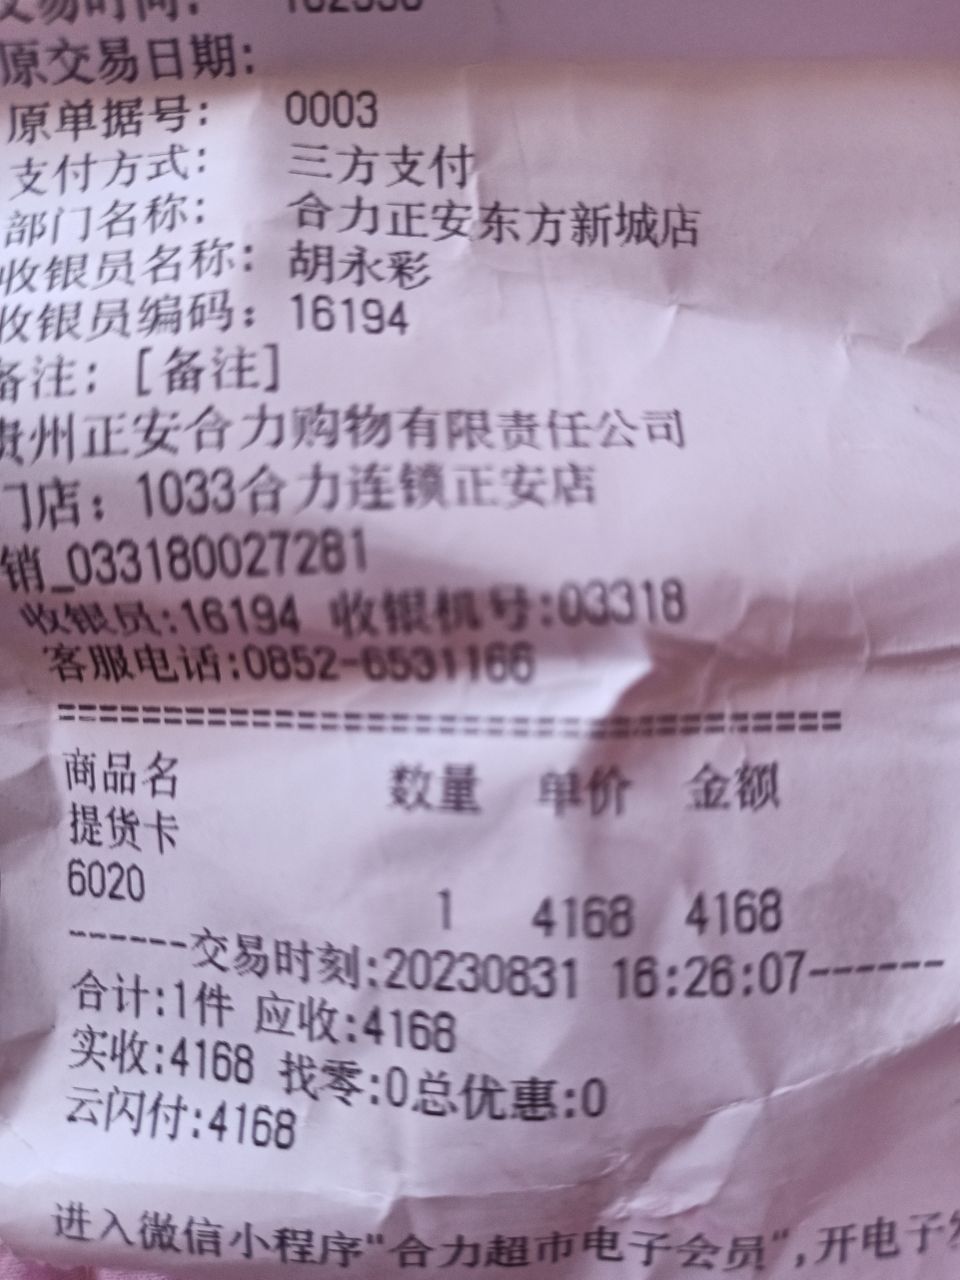 交易时间:
原交易日期:
原单据号: 0003
支付方式: 三方支付
部门名称: 合力正安东方新城店
收银员名称: 胡永彩
收银员编码: 16194
备注: [备注]
贵州正安合力购物有限责任公司
门店: 1033合力连锁正安店
销_033180027281
收银员:16194 收银机号:03318
客服电话:0852-6531166
======================================
商品名 数量 单价 金额
提货卡
6020
1 4168 4168
------交易时刻:20230831 16:26:07------
合计:1件 应收:4168
实收:4168 找零:0总优惠:0
云闪付:4168
进入微信小程序"合力超市电子会员",开电子